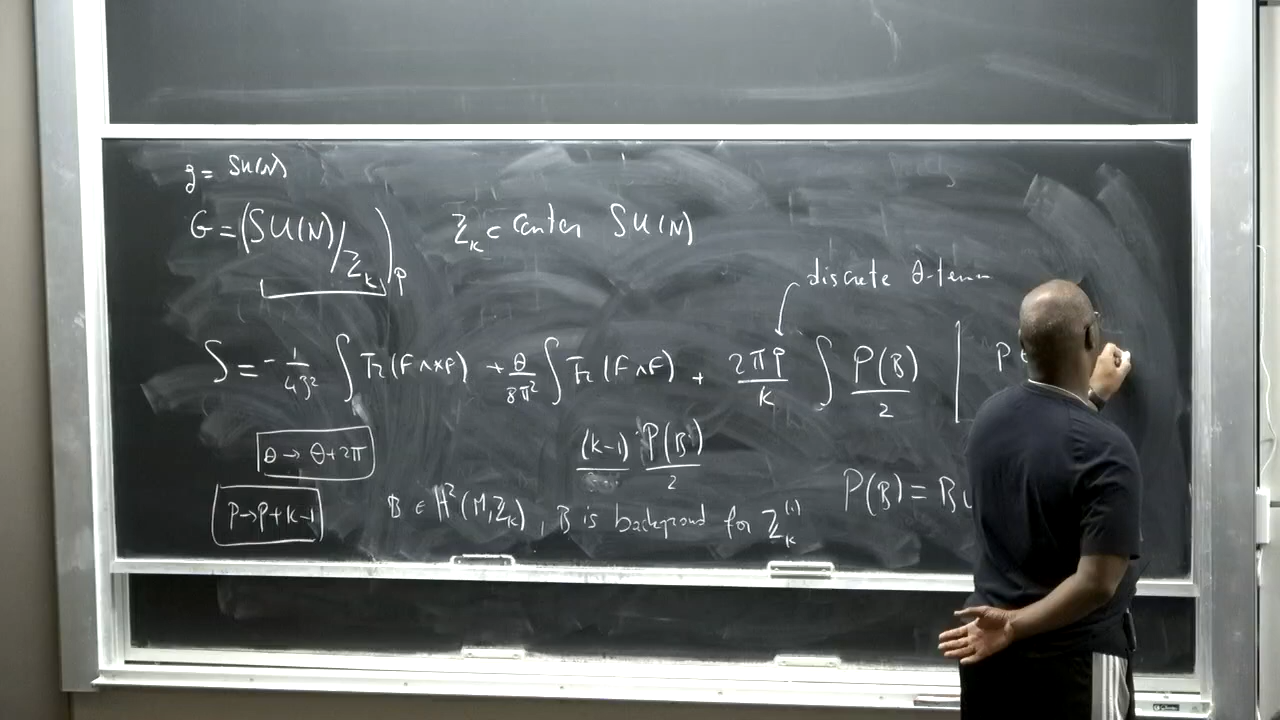 g = SU(N)
G = (SU(N)/Z_k)_p   Z_k ⊂ center SU(N)
discrete θ-term
S = -1/4g² ∫ Tr(F∧*F) + θ/8π² ∫ Tr(F∧F) + 2πp/k ∫ P(B)/2 | p ∈
θ → θ+2π   (k-1)/ P(B)/2
p → p+k-1   B ∈ H²(M,Z_k), B is background for Z_k^(1)   P(B) = B ∪